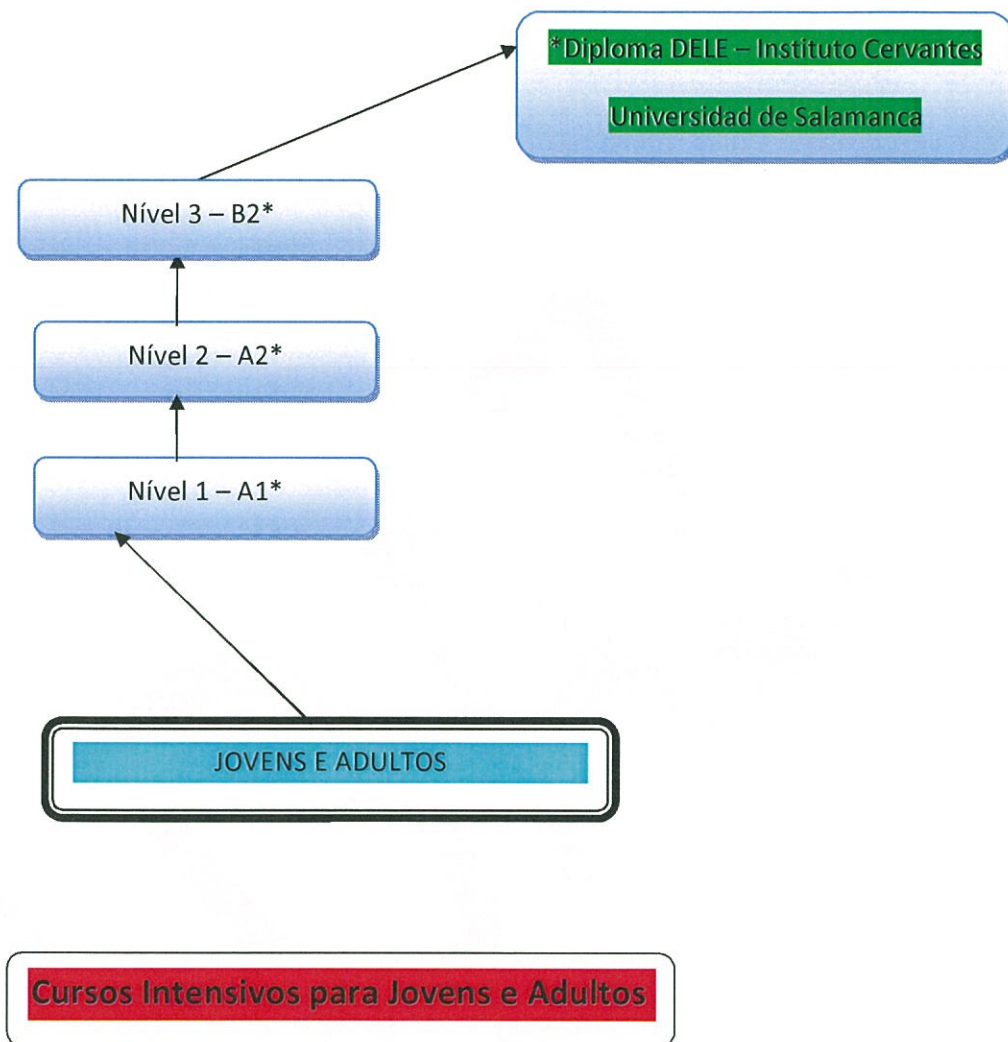 *Diploma DELE – Instituto Cervantes
Universidad de Salamanca
Nível 3 – B2*
Nível 2 – A2*
Nível 1 – A1*
JOVENS E ADULTOS
Cursos Intensivos para Jovens e Adultos